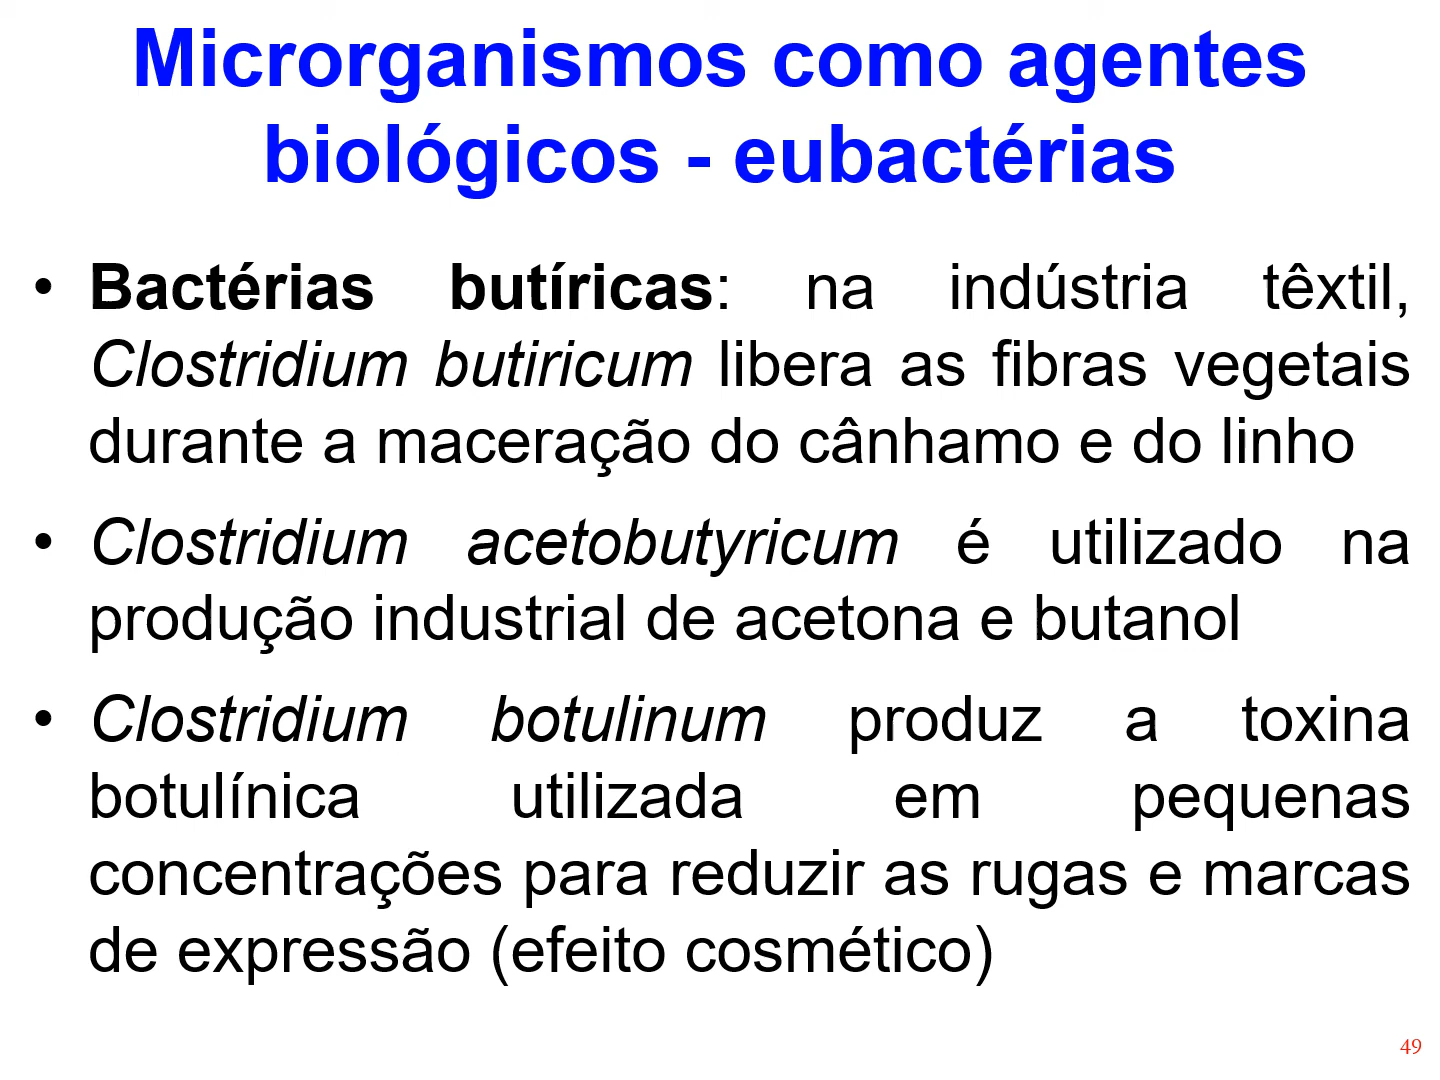 Microrganismos como agentes
biológicos - eubactérias
• Bactérias butíricas: na indústria têxtil,
Clostridium butiricum libera as fibras vegetais
durante a maceração do cânhamo e do linho
• Clostridium acetobutyricum é utilizado na
produção industrial de acetona e butanol
• Clostridium botulinum produz a toxina
botulínica utilizada em pequenas
concentrações para reduzir as rugas e marcas
de expressão (efeito cosmético)
49